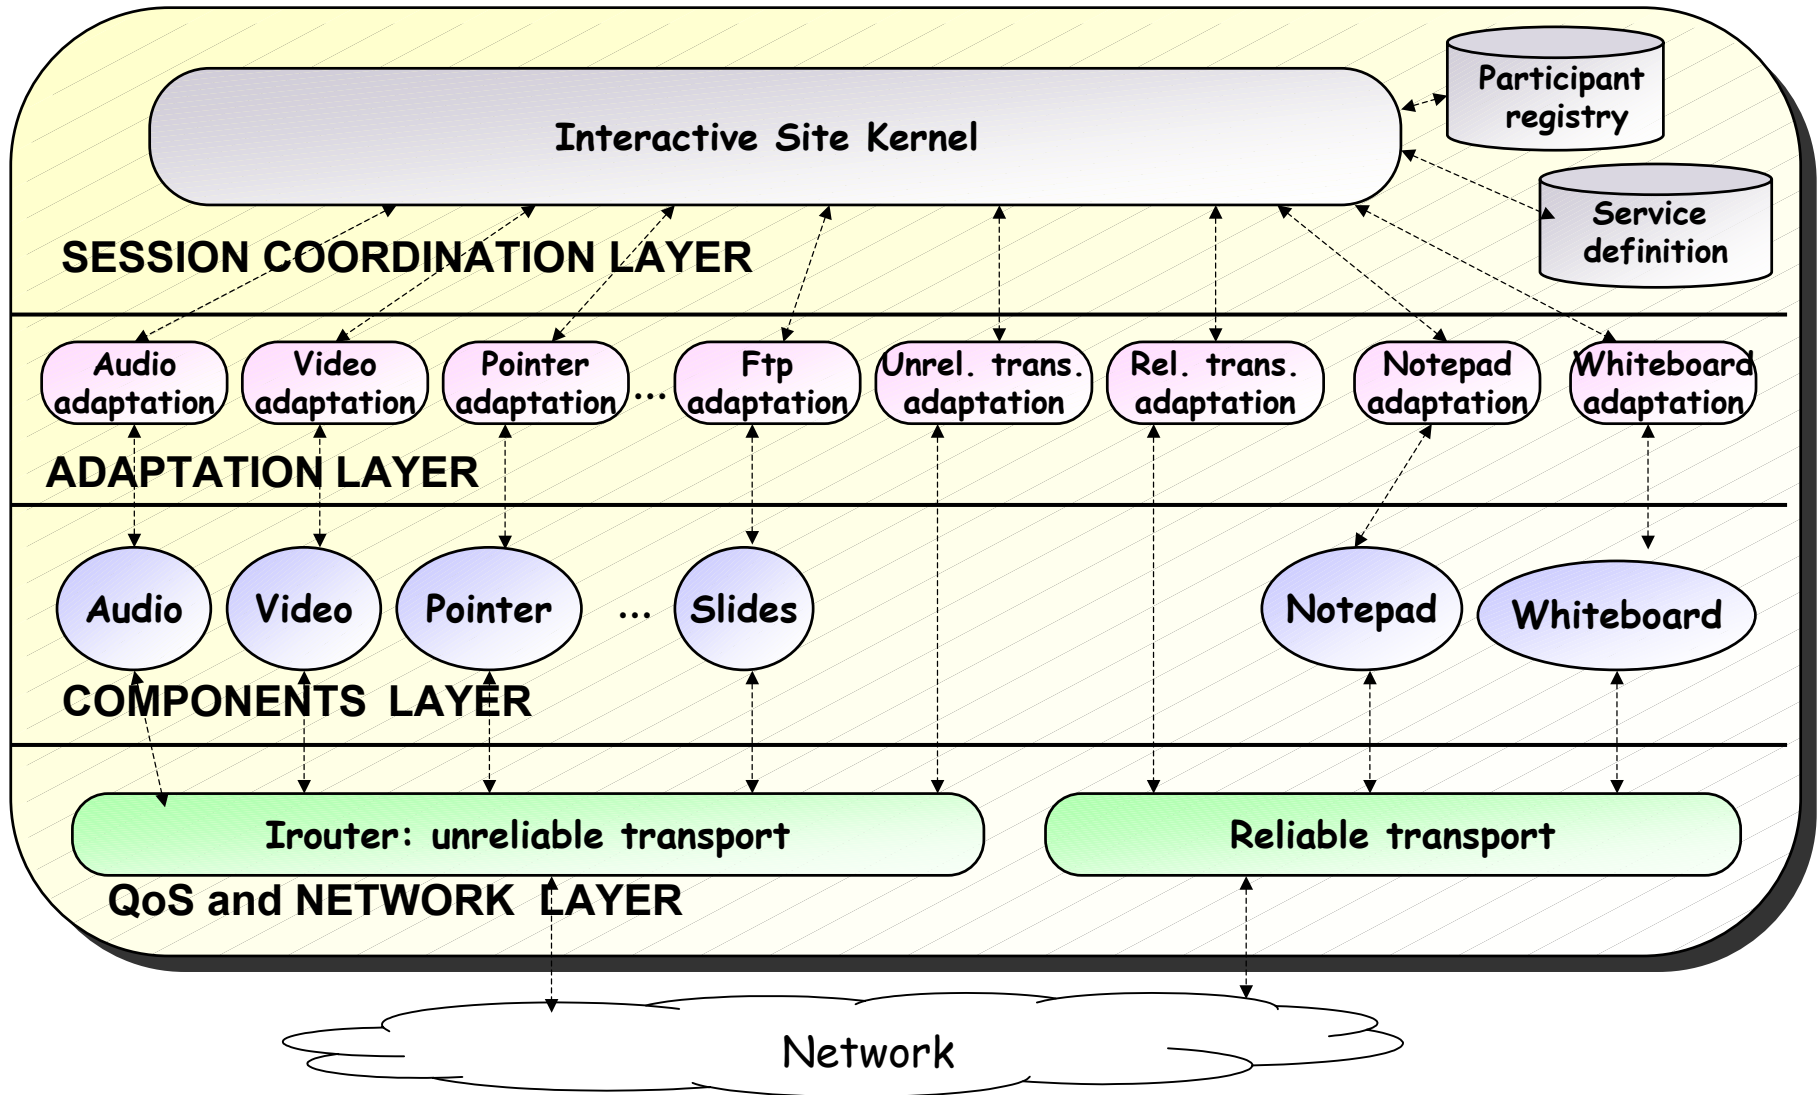 Participant
registry
Interactive Site Kernel
Service
definition
SESSION COORDINATION LAYER
Audio
adaptation
Video
adaptation
Pointer
adaptation
...
Ftp
adaptation
Unrel. trans.
adaptation
Rel. trans.
adaptation
Notepad
adaptation
Whiteboard
adaptation
ADAPTATION LAYER
Audio
Video
Pointer
...
Slides
Notepad
Whiteboard
COMPONENTS LAYER
Irouter: unreliable transport
Reliable transport
QoS and NETWORK LAYER
Network